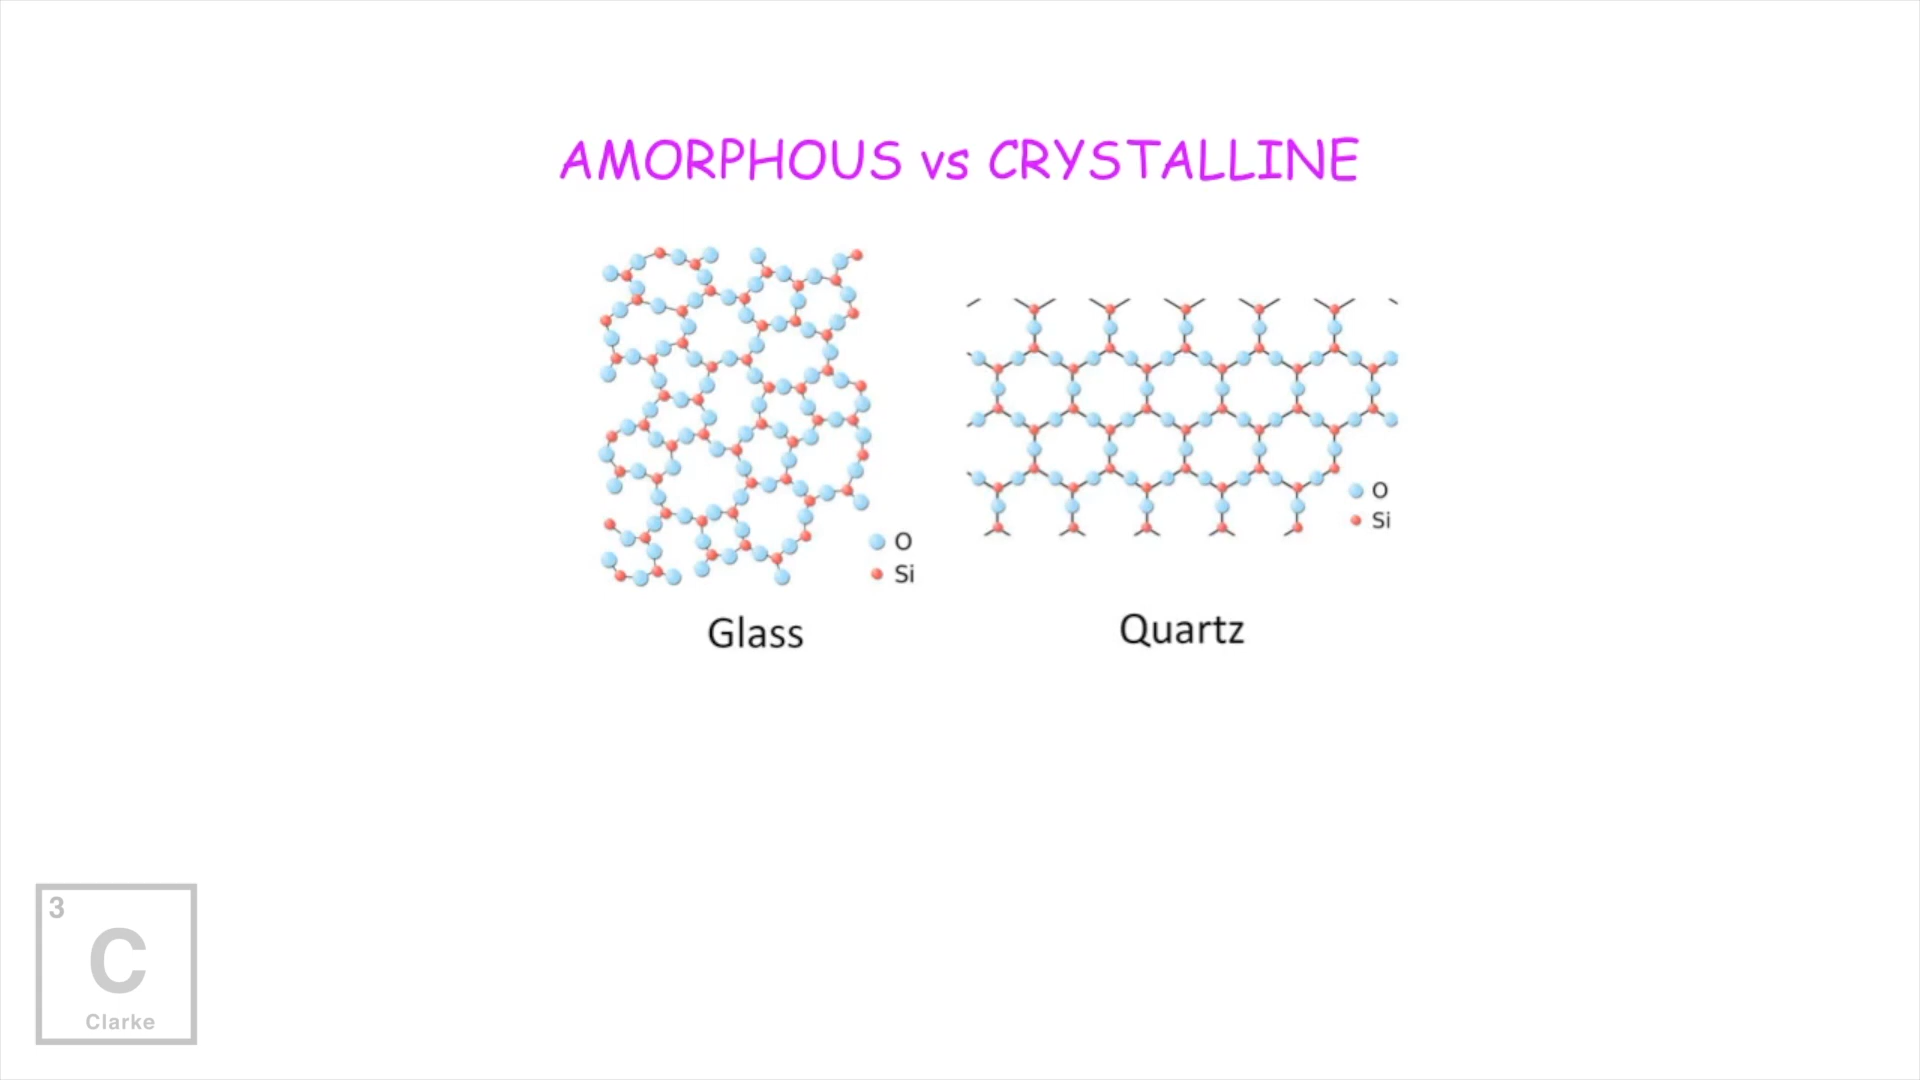 AMORPHOUS vs CRYSTALLINE
O
Si
Glass
O
Si
Quartz
3
C
Clarke